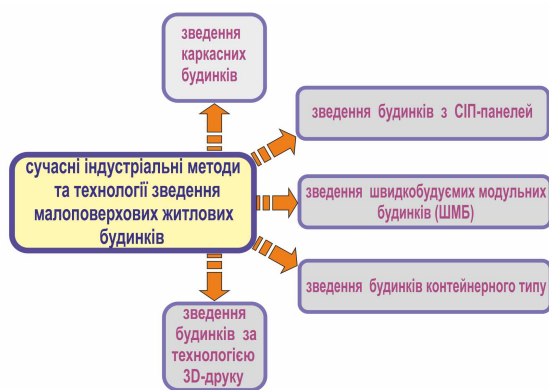 зведення
каркасних
будинків
зведення будинків з СІП-панелей
сучасні індустріальні методи
та технології зведення
малоповерхових житлових
будинків
зведення швидкобудуємих модульних
будинків (ШМБ)
зведення будинків контейнерного типу
зведення
будинків за
технологією
3D-друку